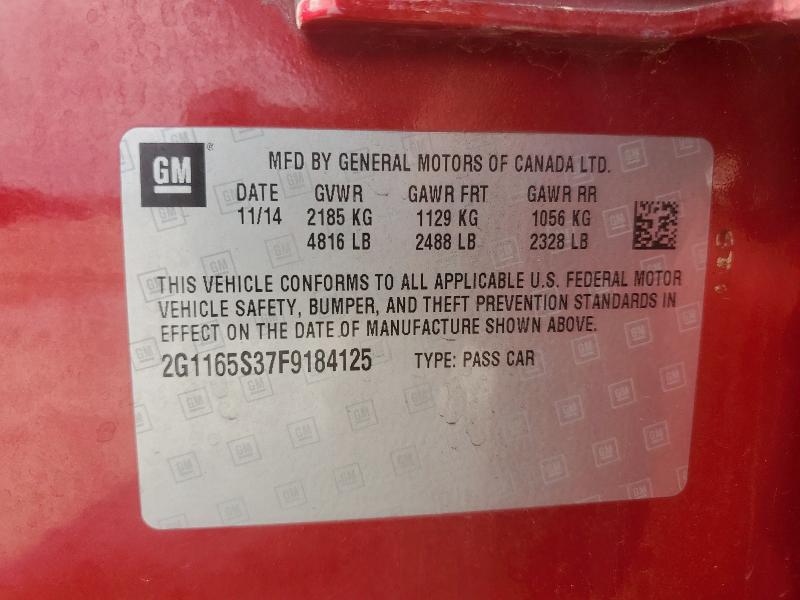 GM ® MFD BY GENERAL MOTORS OF CANADA LTD.
DATE GVWR GAWR FRT GAWR RR
11/14 2185 KG 1129 KG 1056 KG
4816 LB 2488 LB 2328 LB
THIS VEHICLE CONFORMS TO ALL APPLICABLE U.S. FEDERAL MOTOR
VEHICLE SAFETY, BUMPER, AND THEFT PREVENTION STANDARDS IN
EFFECT ON THE DATE OF MANUFACTURE SHOWN ABOVE.
2G1165S37F9184125 TYPE: PASS CAR